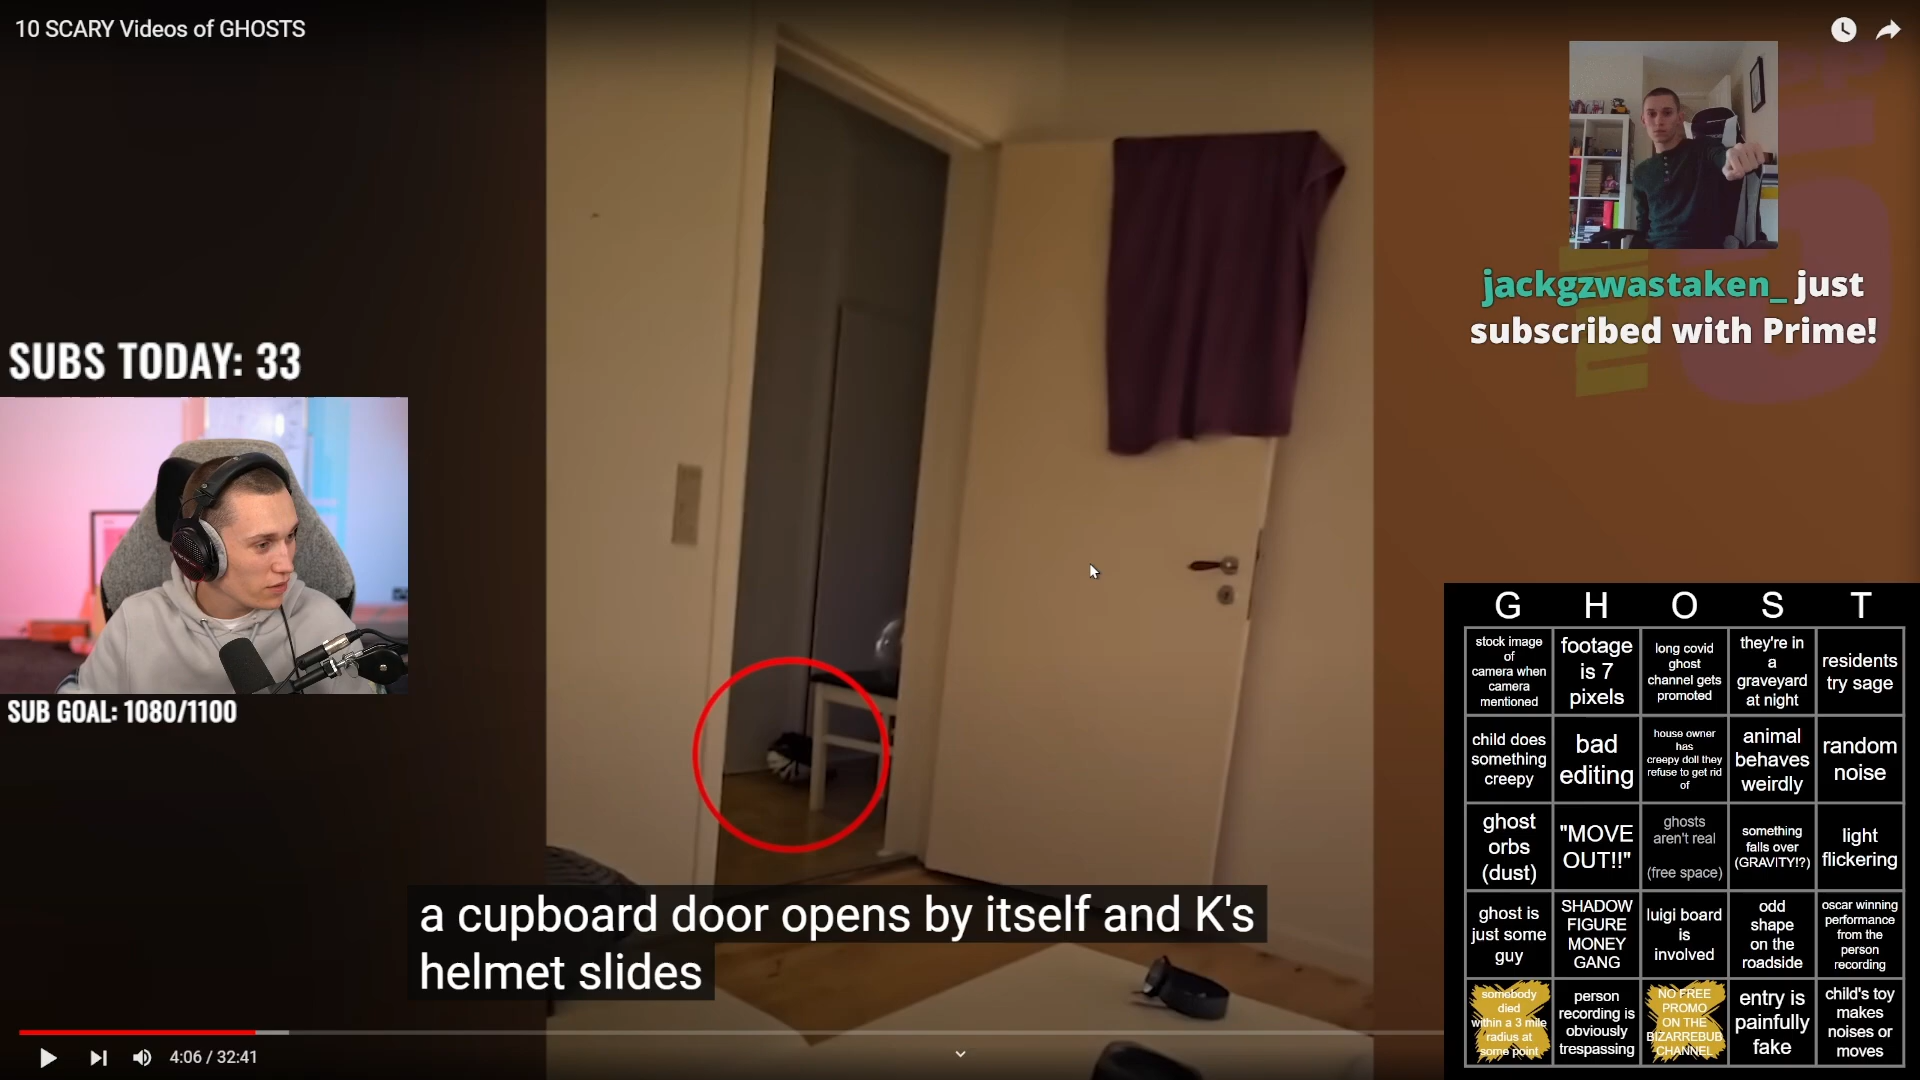 10 SCARY Videos of GHOSTS
jackgzwastaken_ just
subscribed with Prime!
SUBS TODAY: 33
SUB GOAL: 1080/1100
a cupboard door opens by itself and K's
helmet slides
4:06 / 32:41
G H O S T
stock image
of
camera when
camera
mentioned
footage
is 7
pixels
long covid
ghost
channel gets
promoted
they're in
a
graveyard
at night
residents
try sage
child does
something
creepy
bad
editing
house owner
has
creepy doll they
refuse to get rid
of
animal
behaves
weirdly
random
noise
ghost
orbs
(dust)
"MOVE
OUT!!"
ghosts
aren't real
(free space)
something
falls over
(GRAVITY!?)
light
flickering
ghost is
just some
guy
SHADOW
FIGURE
MONEY
GANG
luigi board
is
involved
odd
shape
on the
roadside
oscar winning
performance
from the
person
recording
somebody
died
within a 3 mile
radius at
some point
person
recording is
obviously
trespassing
NO FREE
PROMO
ON THE
BIZARREBUB
CHANNEL
entry is
painfully
fake
child's toy
makes
noises or
moves